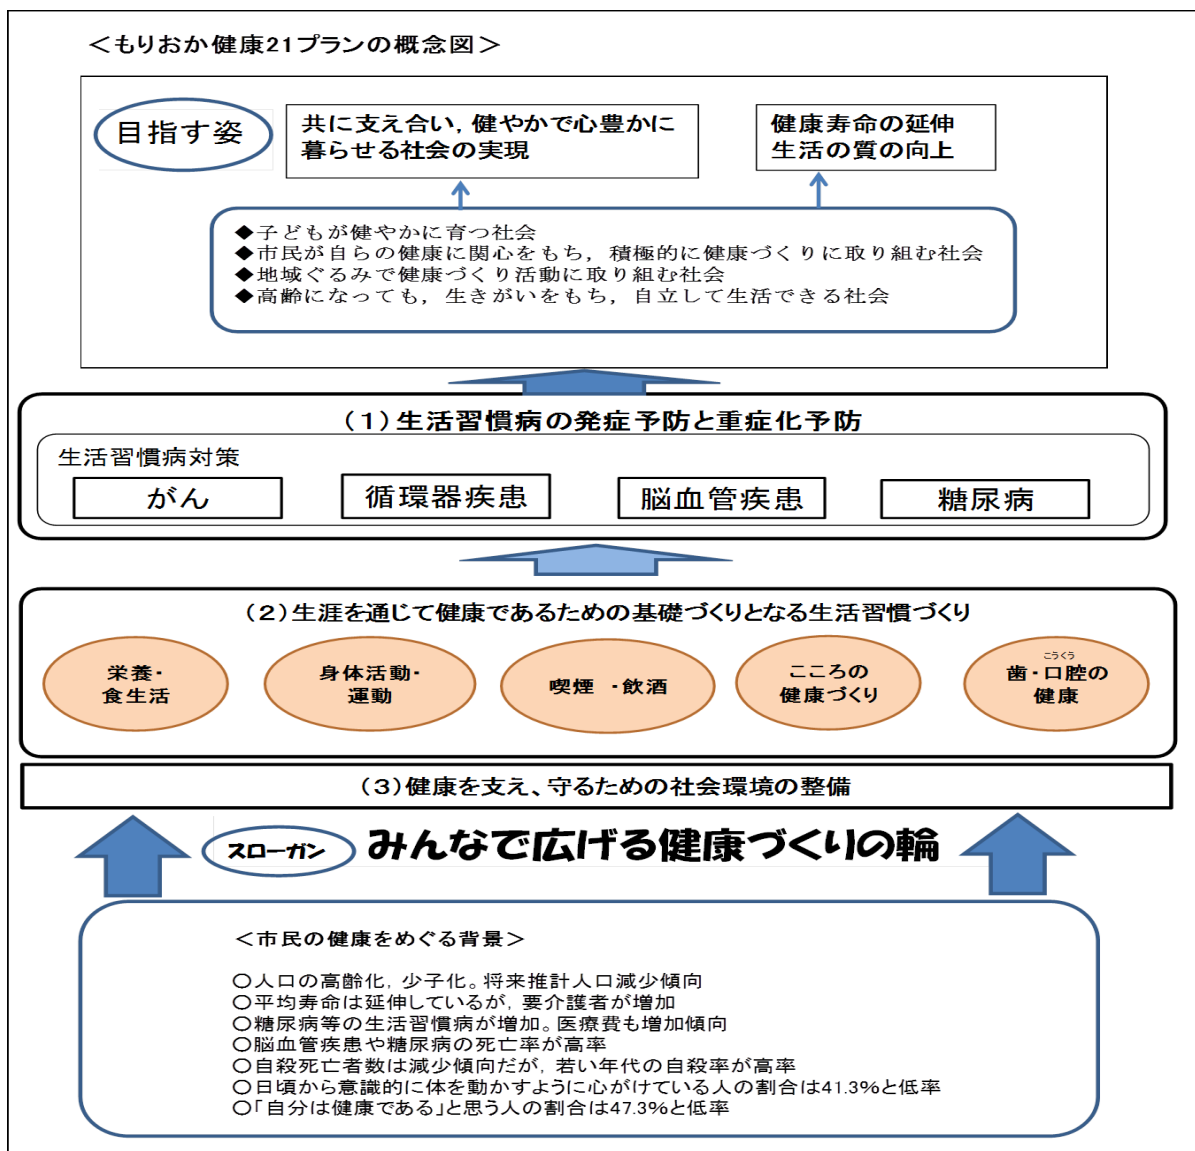 ＜もりおか健康21プランの概念図＞
目指す姿
共に支え合い，健やかで心豊かに
暮らせる社会の実現
健康寿命の延伸
生活の質の向上
◆子どもが健やかに育つ社会
◆市民が自らの健康に関心をもち，積極的に健康づくりに取り組む社会
◆地域ぐるみで健康づくり活動に取り組む社会
◆高齢になっても，生きがいをもち，自立して生活できる社会
（１）生活習慣病の発症予防と重症化予防
生活習慣病対策
がん
循環器疾患
脳血管疾患
糖尿病
（２）生涯を通じて健康であるための基礎づくりとなる生活習慣づくり
栄養・
食生活
身体活動・
運動
喫煙 ・飲酒
こころの
健康づくり
こうくう
歯・口腔の
健康
（３）健康を支え、守るための社会環境の整備
スローガン
みんなで広げる健康づくりの輪
＜市民の健康をめぐる背景＞
○人口の高齢化，少子化。将来推計人口減少傾向
○平均寿命は延伸しているが，要介護者が増加
○糖尿病等の生活習慣病が増加。医療費も増加傾向
○脳血管疾患や糖尿病の死亡率が高率
○自殺死亡者数は減少傾向だが，若い年代の自殺率が高率
○日頃から意識的に体を動かすように心がけている人の割合は41.3%と低率
○「自分は健康である」と思う人の割合は47.3%と低率